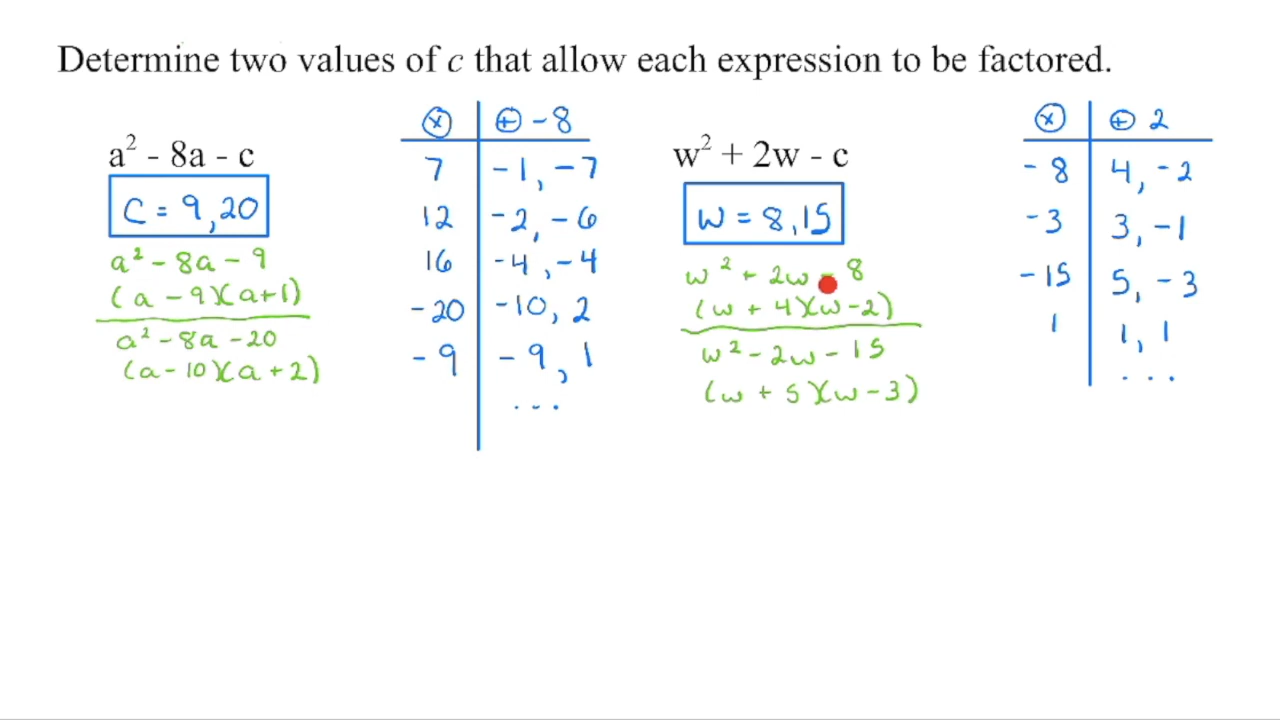 Determine two values of c that allow each expression to be factored.
a² - 8a - c
C = 9, 20
a² - 8a - 9
(a - 9)(a+1)
a² - 8a - 20
(a - 10)(a + 2)
ⓧ ⊕ -8
7 -1, -7
12 -2, -6
16 -4, -4
-20 -10, 2
-9 -9, 1
...
w² + 2w - c
W = 8, 15
w² + 2w - 8
(w + 4)(w - 2)
w² - 2w - 15
(w + 5)(w - 3)
ⓧ ⊕ 2
-8 4, -2
-3 3, -1
-15 5, -3
1 1, 1
...